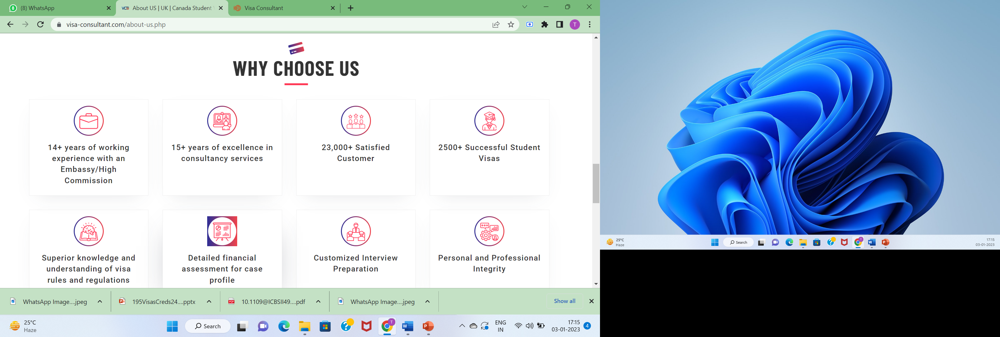 (8) WhatsApp
VCS
About US | UK | Canada Student
Visa Consultant
visa-consultant.com/about-us.php
T
WHY CHOOSE US
14+ years of working
experience with an
Embassy/High
Commission
15+ years of excellence in
consultancy services
23,000+ Satisfied
Customer
2500+ Successful Student
Visas
Superior knowledge and
understanding of visa
rules and regulations
Detailed financial
assessment for case
profile
Customized Interview
Preparation
Personal and Professional
Integrity
WhatsApp Image....jpeg
195VisasCreds24....pptx
10.1109@ICBSII49....pdf
WhatsApp Image....jpeg
Show all
25°C
Haze
Search
ENG
IN
17:15
03-01-2023
4
25°C
Haze
Search
17:15
03-01-2023